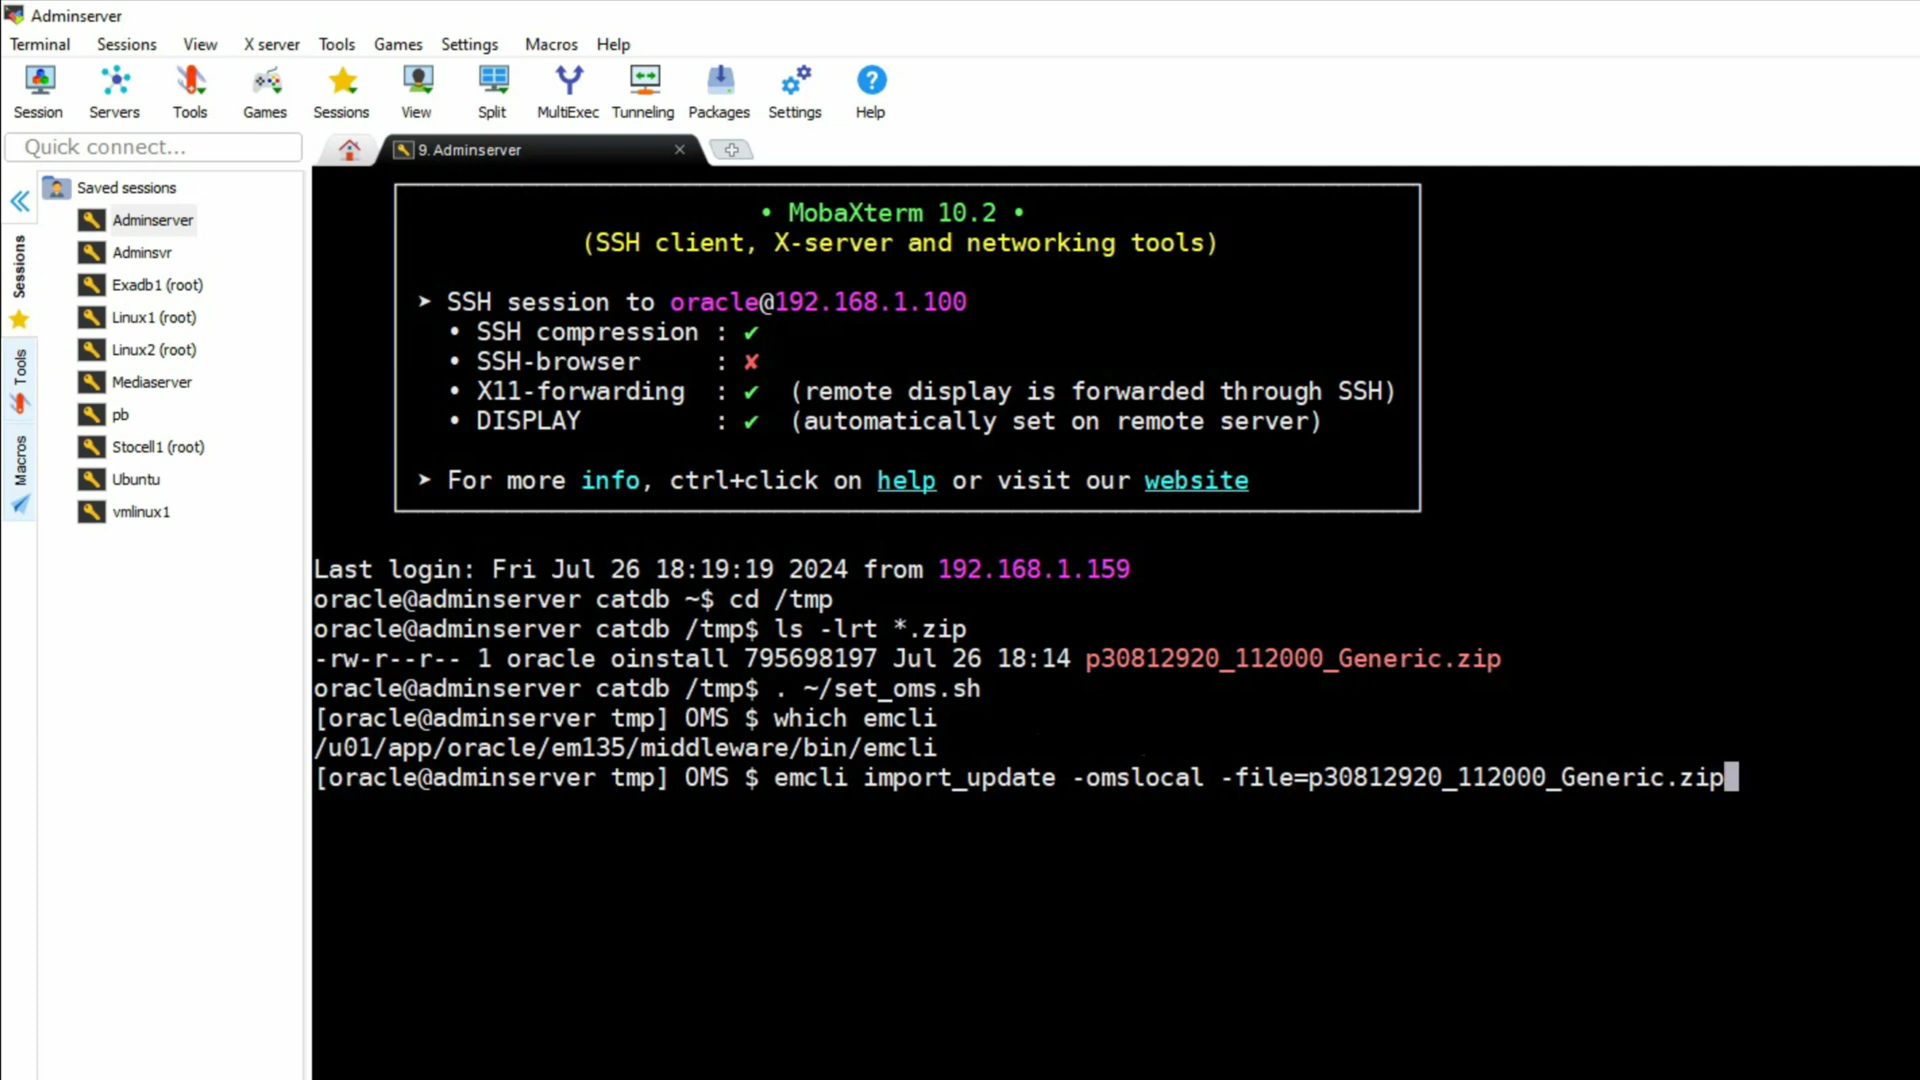 Adminserver
Terminal Sessions View X server Tools Games Settings Macros Help
Session Servers Tools Games Sessions View Split MultiExec Tunneling Packages Settings Help
Quick connect...
9. Adminserver
Saved sessions
Adminserver
Adminsvr
Exadb1 (root)
Linux1 (root)
Linux2 (root)
Mediaserver
pb
Stocell1 (root)
Ubuntu
vmlinux1
Sessions
Tools
Macros
• MobaXterm 10.2 •
(SSH client, X-server and networking tools)
➤ SSH session to oracle@192.168.1.100
• SSH compression : ✔
• SSH-browser : ✘
• X11-forwarding : ✔ (remote display is forwarded through SSH)
• DISPLAY : ✔ (automatically set on remote server)
➤ For more info, ctrl+click on help or visit our website
Last login: Fri Jul 26 18:19:19 2024 from 192.168.1.159
oracle@adminserver catdb ~$ cd /tmp
oracle@adminserver catdb /tmp$ ls -lrt *.zip
-rw-r--r-- 1 oracle oinstall 795698197 Jul 26 18:14 p30812920_112000_Generic.zip
oracle@adminserver catdb /tmp$ . ~/set_oms.sh
[oracle@adminserver tmp] OMS $ which emcli
/u01/app/oracle/em135/middleware/bin/emcli
[oracle@adminserver tmp] OMS $ emcli import_update -omslocal -file=p30812920_112000_Generic.zip